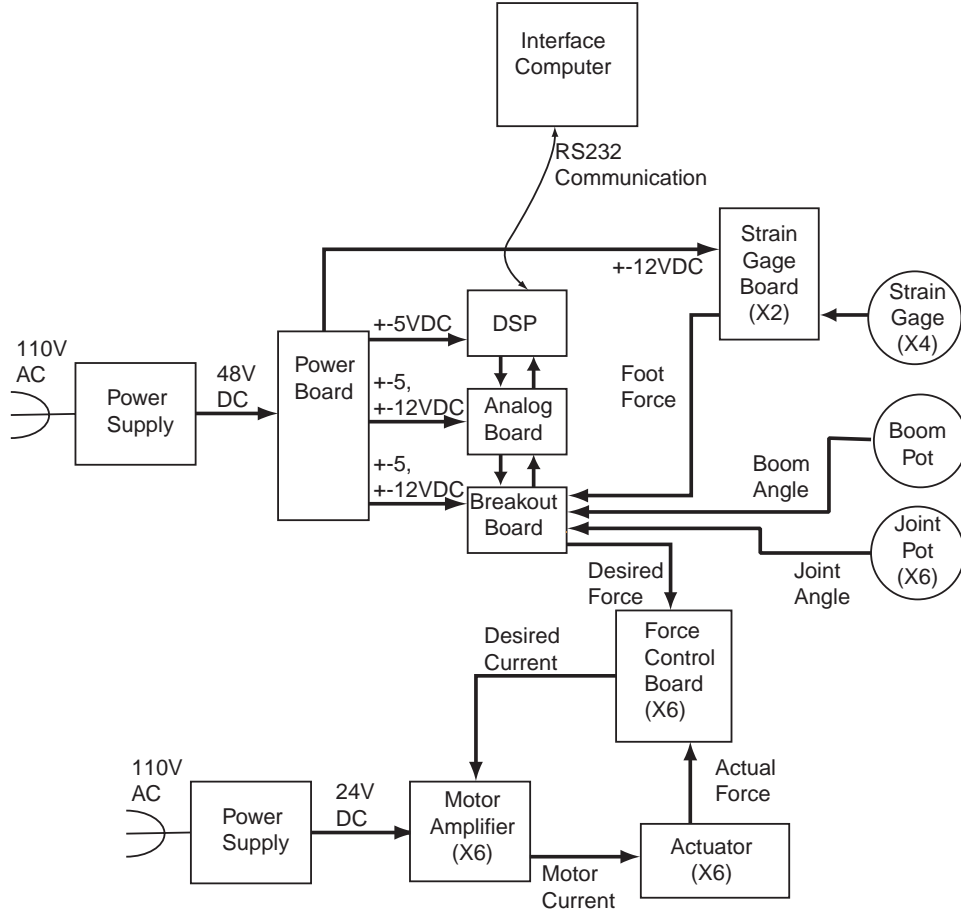 Interface
Computer
RS232
Communication
Strain
Gage
Board
(X2)
+-12VDC
Strain
Gage
(X4)
+-5VDC
DSP
110V
AC
Power
Supply
48V
DC
Power
Board
+-5,
+-12VDC
Analog
Board
Foot
Force
Boom
Pot
Boom
Angle
+-5,
+-12VDC
Breakout
Board
Joint
Pot
(X6)
Joint
Angle
Desired
Force
Force
Control
Board
(X6)
Desired
Current
110V
AC
Power
Supply
24V
DC
Motor
Amplifier
(X6)
Actual
Force
Motor
Current
Actuator
(X6)